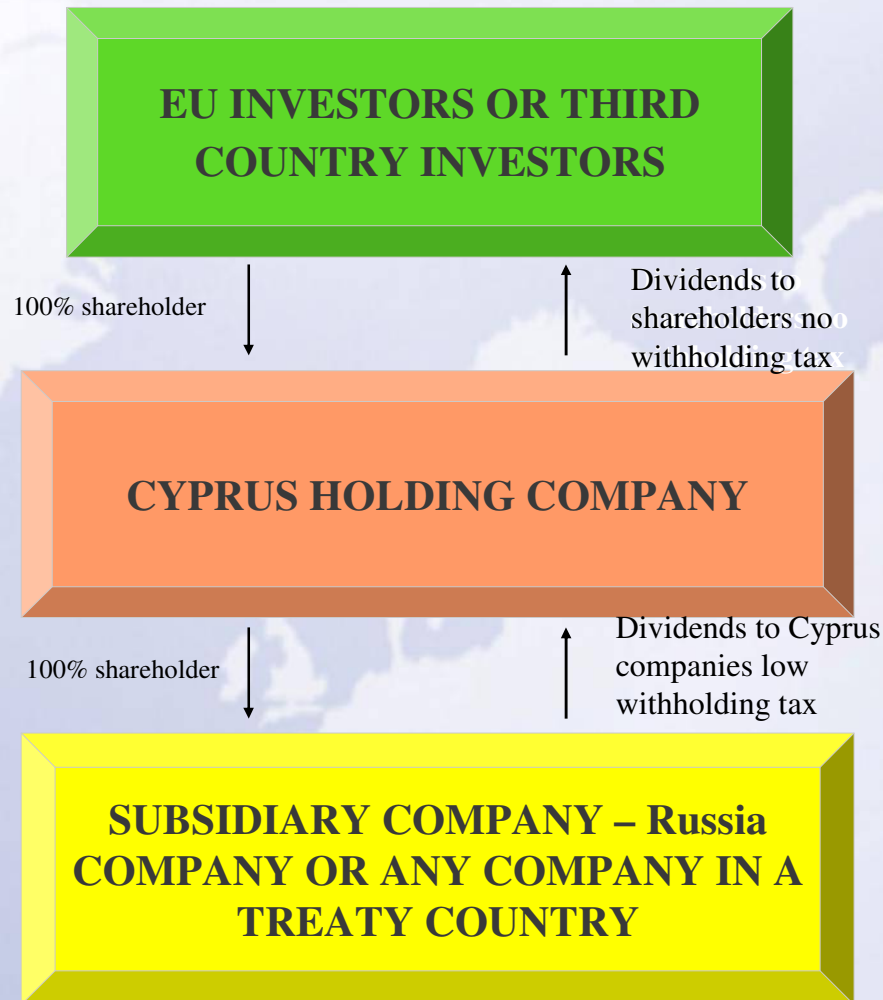 EU INVESTORS OR THIRD
COUNTRY INVESTORS
100% shareholder
Dividends to
shareholders no
withholding tax
CYPRUS HOLDING COMPANY
100% shareholder
Dividends to Cyprus
companies low
withholding tax
SUBSIDIARY COMPANY – Russia
COMPANY OR ANY COMPANY IN A
TREATY COUNTRY